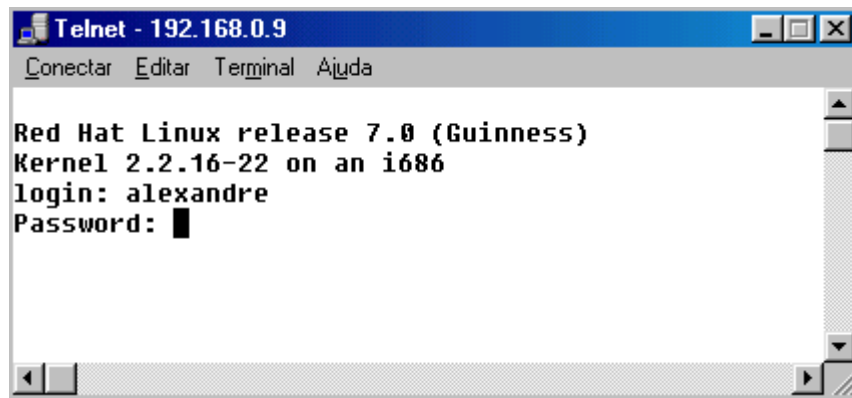 Telnet - 192.168.0.9
Conectar Editar Terminal Ajuda
Red Hat Linux release 7.0 (Guinness)
Kernel 2.2.16-22 on an i686
login: alexandre
Password: